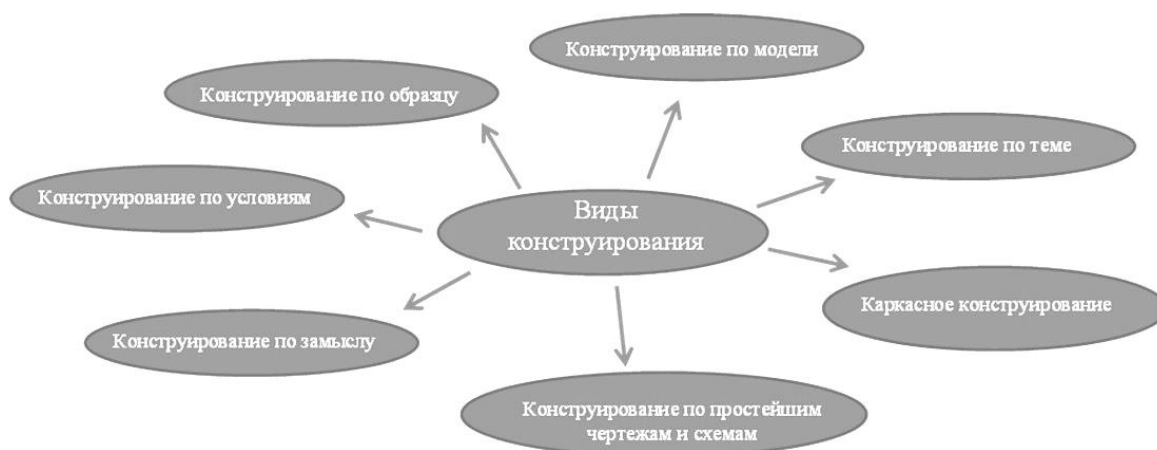 Конструирование по модели
Конструирование по образцу
Конструирование по теме
Конструирование по условиям
Виды
конструирования
Каркасное конструирование
Конструирование по замыслу
Конструирование по простейшим
чертежам и схемам